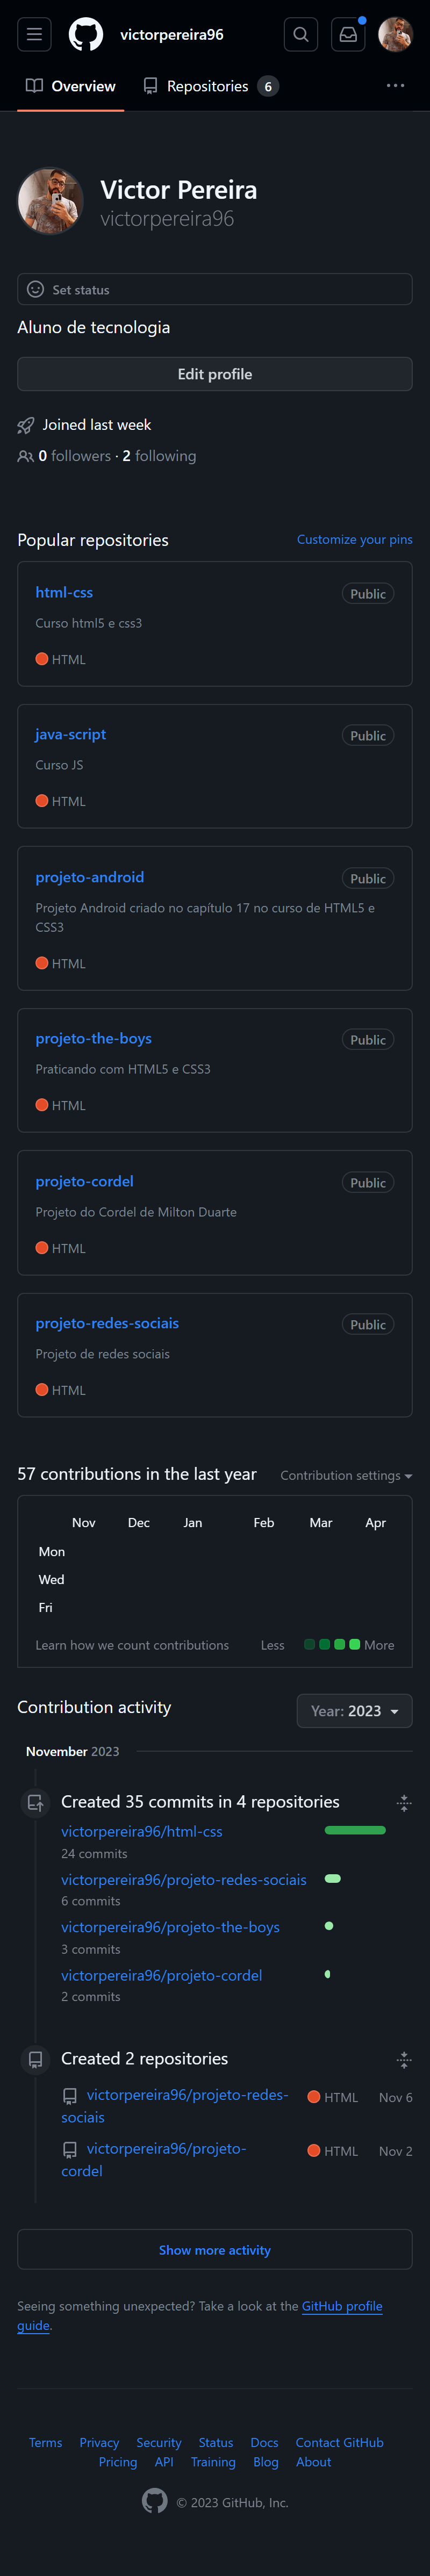 victorpereira96
Overview
Repositories 6
Victor Pereira
victorpereira96
Set status
Aluno de tecnologia
Edit profile
Joined last week
0 followers · 2 following
Popular repositories
Customize your pins
html-css
Public
Curso html5 e css3
HTML
java-script
Public
Curso JS
HTML
projeto-android
Public
Projeto Android criado no capítulo 17 no curso de HTML5 e
CSS3
HTML
projeto-the-boys
Public
Praticando com HTML5 e CSS3
HTML
projeto-cordel
Public
Projeto do Cordel de Milton Duarte
HTML
projeto-redes-sociais
Public
Projeto de redes sociais
HTML
57 contributions in the last year
Contribution settings
Nov Dec Jan Feb Mar Apr
Mon
Wed
Fri
Learn how we count contributions
Less More
Contribution activity
Year: 2023
November 2023
Created 35 commits in 4 repositories
victorpereira96/html-css
24 commits
victorpereira96/projeto-redes-sociais
6 commits
victorpereira96/projeto-the-boys
3 commits
victorpereira96/projeto-cordel
2 commits
Created 2 repositories
victorpereira96/projeto-redes-
sociais
HTML Nov 6
victorpereira96/projeto-
cordel
HTML Nov 2
Show more activity
Seeing something unexpected? Take a look at the GitHub profile
guide.
Terms Privacy Security Status Docs Contact GitHub
Pricing API Training Blog About
© 2023 GitHub, Inc.